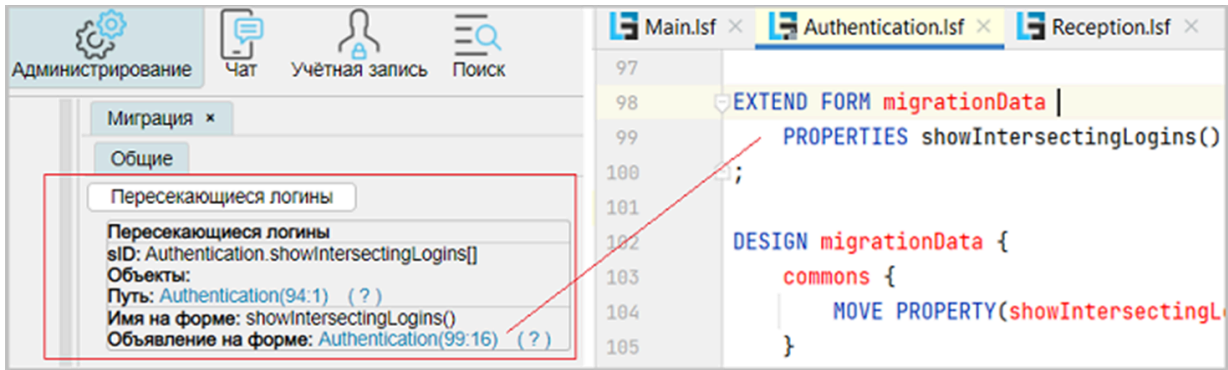 Администрирование
Чат
Учётная запись
Поиск
Миграция ×
Общие
Пересекающиеся логины
Пересекающиеся логины
sID: Authentication.showIntersectingLogins[]
Объекты:
Путь: Authentication(94:1) ( ? )
Имя на форме: showIntersectingLogins()
Объявление на форме: Authentication(99:16) ( ? )
Main.lsf × Authentication.lsf × Reception.lsf ×
97
98 EXTEND FORM migrationData
99 PROPERTIES showIntersectingLogins()
100 ;
101
102 DESIGN migrationData {
103 commons {
104 MOVE PROPERTY(showIntersectingL
105 }